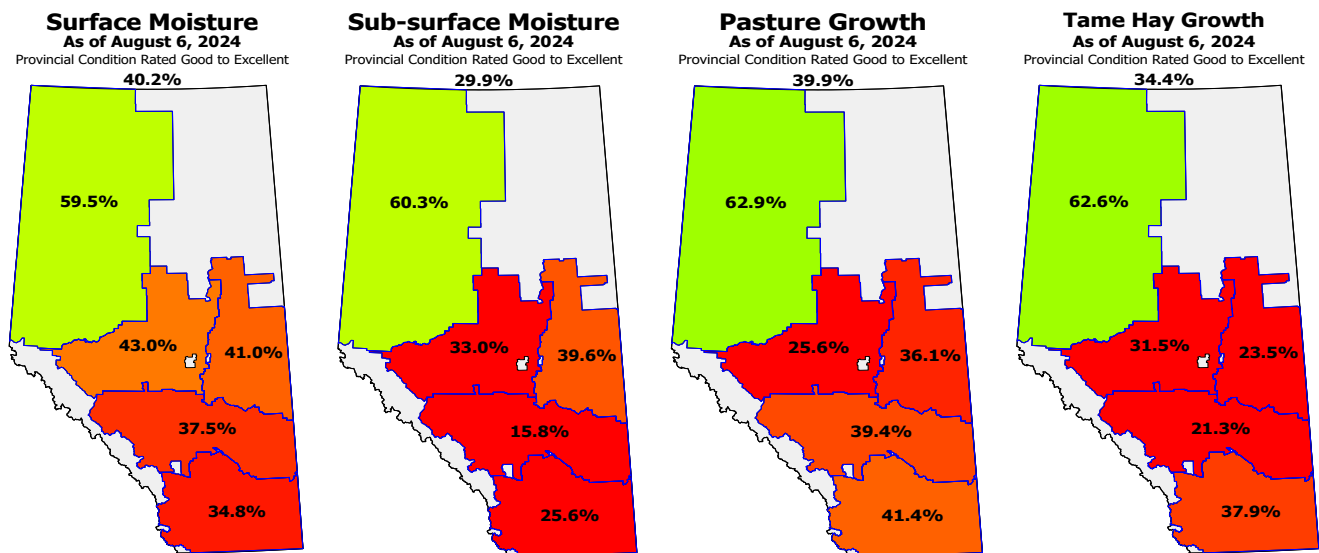 Surface Moisture
As of August 6, 2024
Provincial Condition Rated Good to Excellent
40.2%
59.5%
43.0%
41.0%
37.5%
34.8%
Sub-surface Moisture
As of August 6, 2024
Provincial Condition Rated Good to Excellent
29.9%
60.3%
33.0%
39.6%
15.8%
25.6%
Pasture Growth
As of August 6, 2024
Provincial Condition Rated Good to Excellent
39.9%
62.9%
25.6%
36.1%
39.4%
41.4%
Tame Hay Growth
As of August 6, 2024
Provincial Condition Rated Good to Excellent
34.4%
62.6%
31.5%
23.5%
21.3%
37.9%